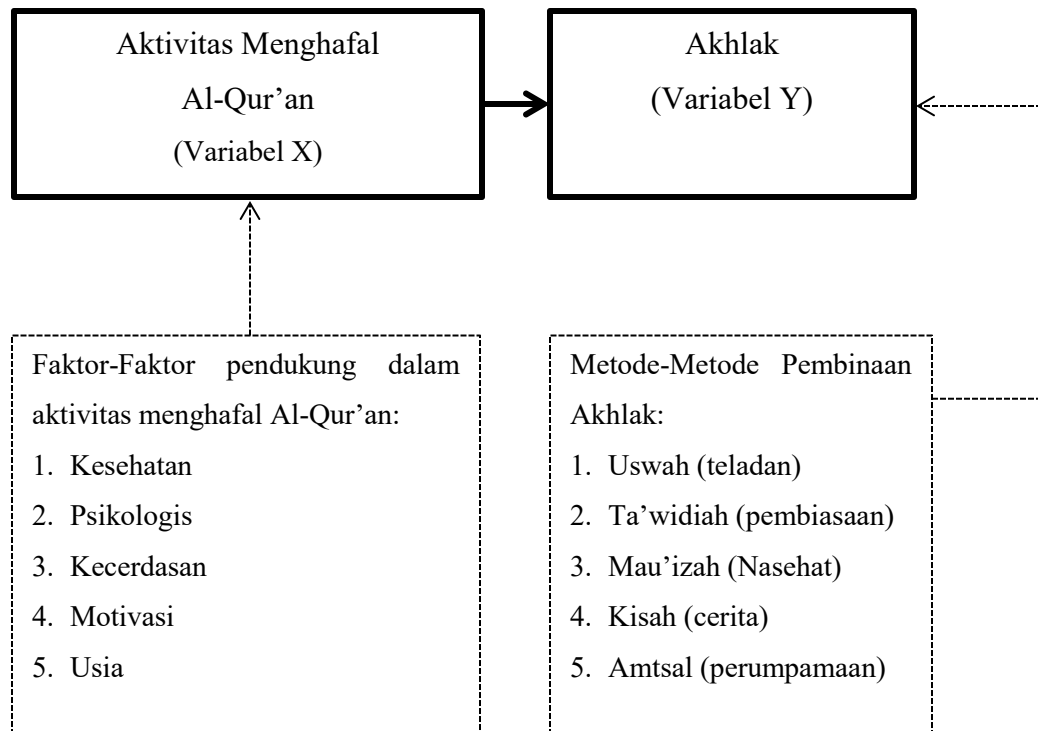 Aktivitas Menghafal
Al-Qur’an
(Variabel X)
Akhlak
(Variabel Y)
Faktor-Faktor pendukung dalam
aktivitas menghafal Al-Qur’an:
1. Kesehatan
2. Psikologis
3. Kecerdasan
4. Motivasi
5. Usia
Metode-Metode Pembinaan
Akhlak:
1. Uswah (teladan)
2. Ta’widiah (pembiasaan)
3. Mau’izah (Nasehat)
4. Kisah (cerita)
5. Amtsal (perumpamaan)